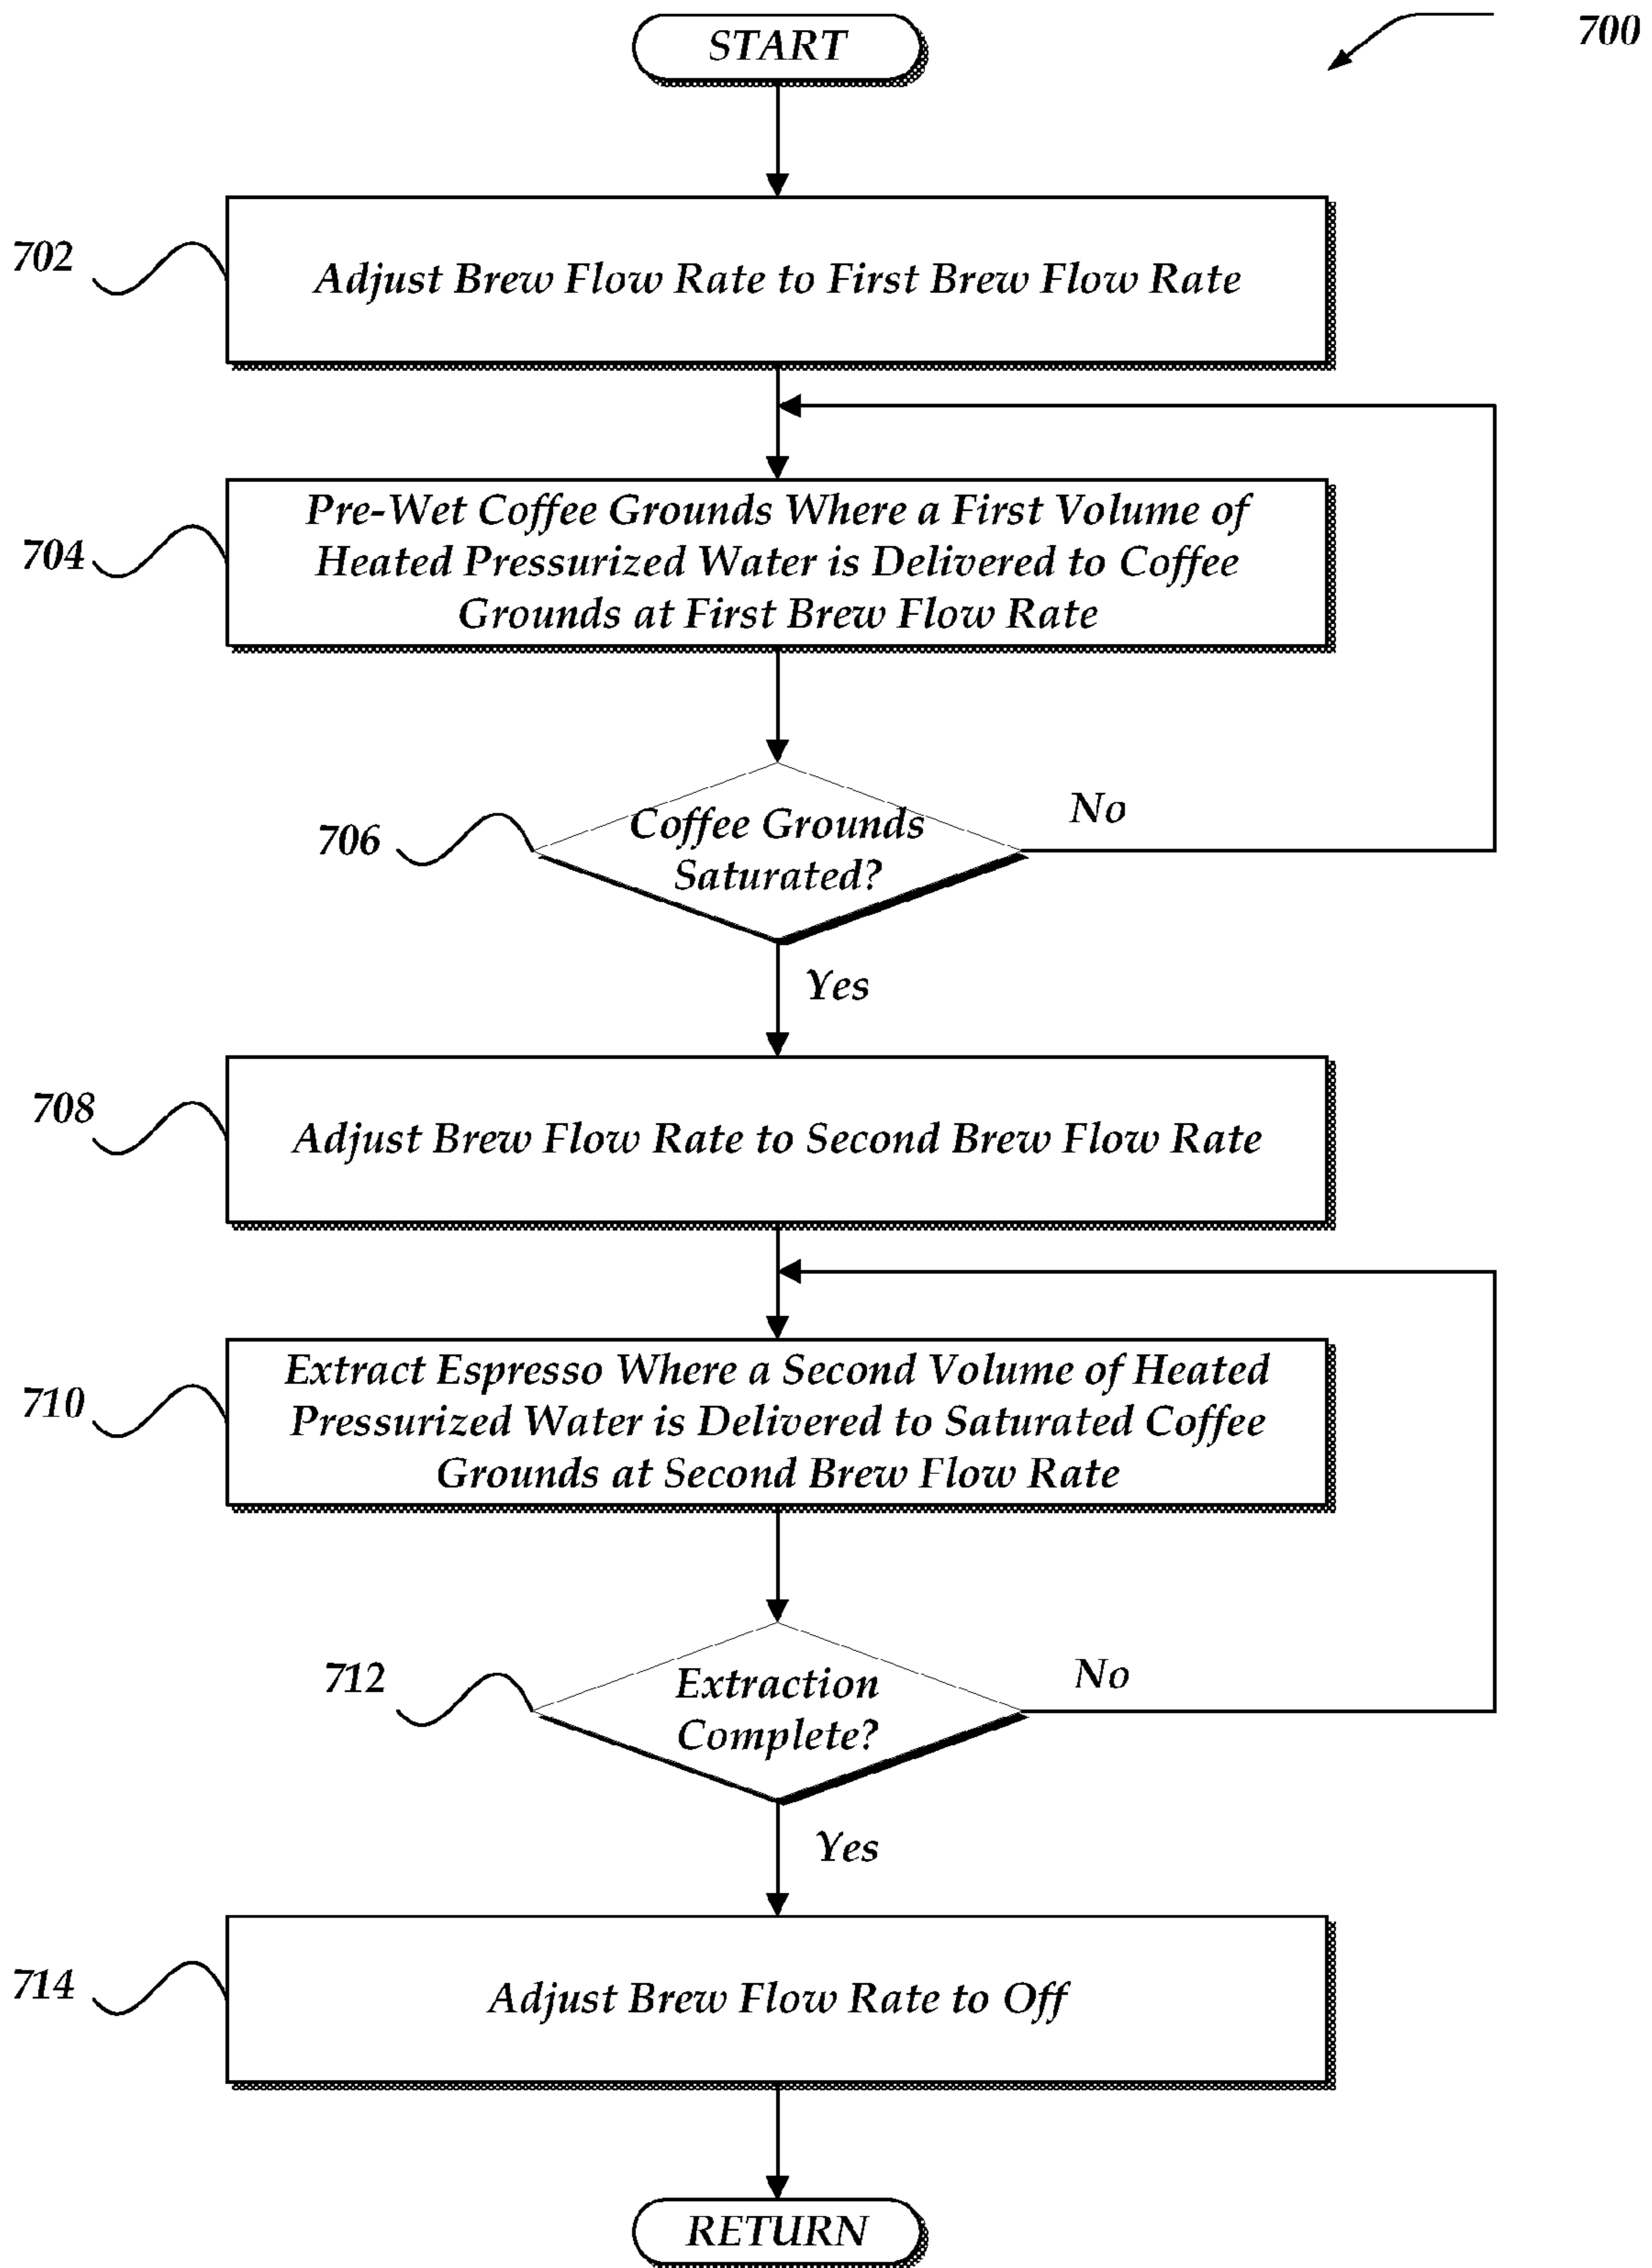 START
700
702
Adjust Brew Flow Rate to First Brew Flow Rate
704
Pre-Wet Coffee Grounds Where a First Volume of
Heated Pressurized Water is Delivered to Coffee
Grounds at First Brew Flow Rate
706
Coffee Grounds
Saturated?
No
Yes
708
Adjust Brew Flow Rate to Second Brew Flow Rate
710
Extract Espresso Where a Second Volume of Heated
Pressurized Water is Delivered to Saturated Coffee
Grounds at Second Brew Flow Rate
712
Extraction
Complete?
No
Yes
714
Adjust Brew Flow Rate to Off
RETURN